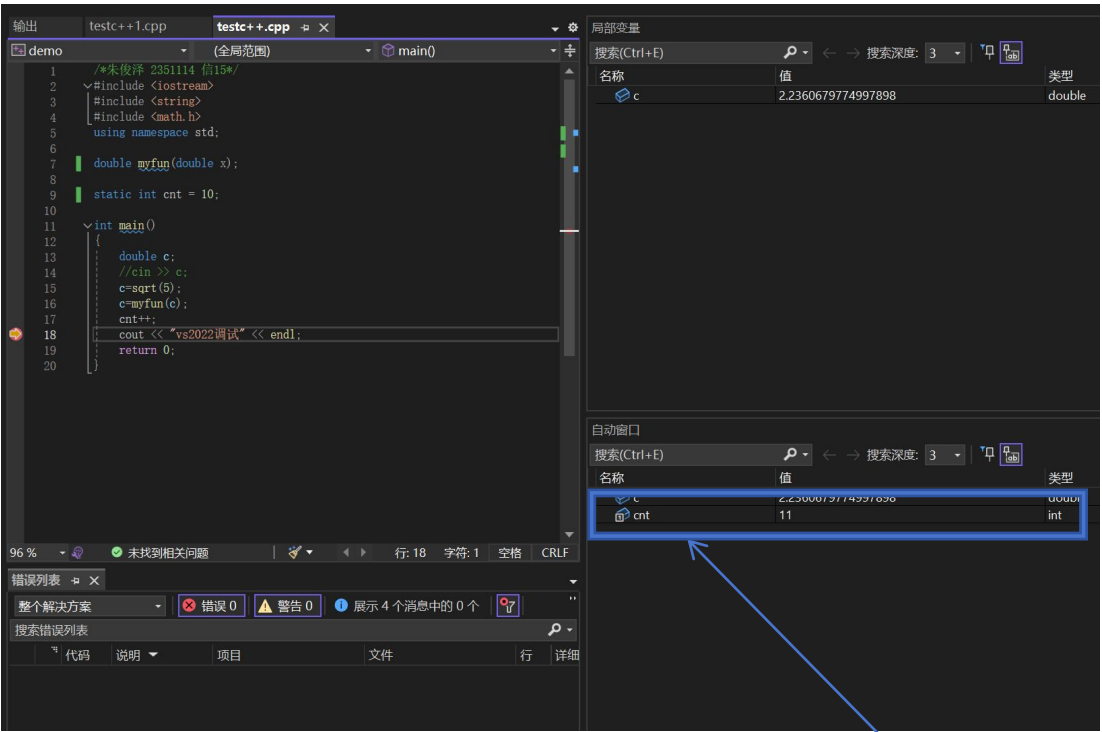 输出 testc++1.cpp testc++.cpp
demo (全局范围) main()
1 /*朱俊泽 2351114 信15*/
2 #include <iostream>
3 #include <string>
4 #include <math.h>
5 using namespace std;
6
7 double myfun(double x);
8
9 static int cnt = 10;
10
11 int main()
12 {
13 double c;
14 //cin >> c;
15 c=sqrt(5);
16 c=myfun(c);
17 cnt++;
18 cout << "vs2022调试" << endl;
19 return 0;
20 }
96 % 未找到相关问题 行: 18 字符: 1 空格 CRLF
错误列表
整个解决方案 错误 0 警告 0 展示 4 个消息中的 0 个
搜索错误列表
代码 说明 项目 文件 行 详细
局部变量
搜索(Ctrl+E) 搜索深度: 3
名称 值 类型
c 2.2360679774997898 double
自动窗口
搜索(Ctrl+E) 搜索深度: 3
名称 值 类型
c 2.2360679774997898 doubl
cnt 11 int